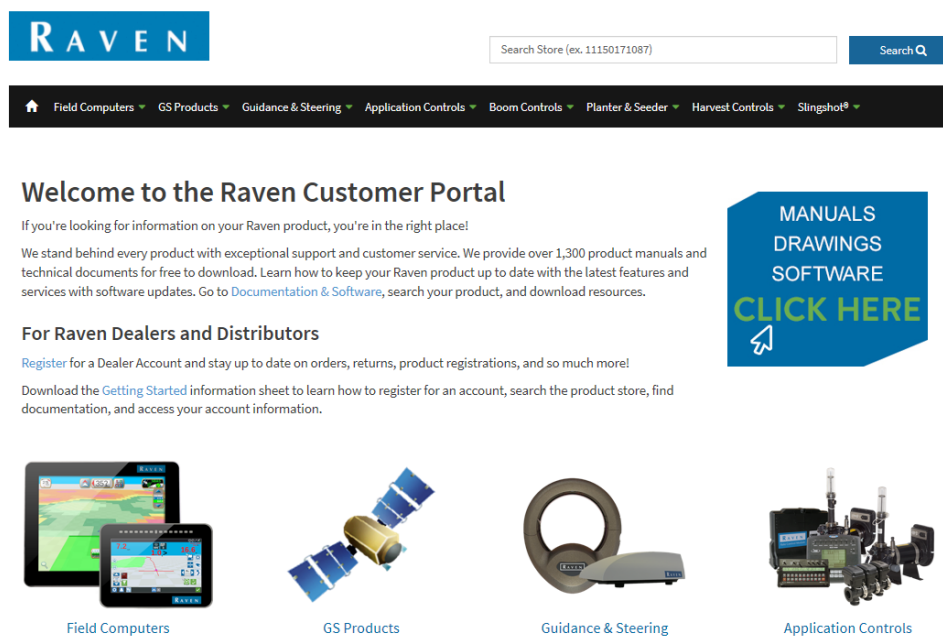 RAVEN
Search Store (ex. 11150171087)
Search
Field Computers GS Products Guidance & Steering Application Controls Boom Controls Planter & Seeder Harvest Controls Slingshot®
Welcome to the Raven Customer Portal
If you're looking for information on your Raven product, you're in the right place!
We stand behind every product with exceptional support and customer service. We provide over 1,300 product manuals and
technical documents for free to download. Learn how to keep your Raven product up to date with the latest features and
services with software updates. Go to Documentation & Software, search your product, and download resources.
MANUALS
DRAWINGS
SOFTWARE
CLICK HERE
For Raven Dealers and Distributors
Register for a Dealer Account and stay up to date on orders, returns, product registrations, and so much more!
Download the Getting Started information sheet to learn how to register for an account, search the product store, find
documentation, and access your account information.
RAVEN
RAVEN
RAVEN
RAVEN
RAVEN
Field Computers
GS Products
Guidance & Steering
Application Controls